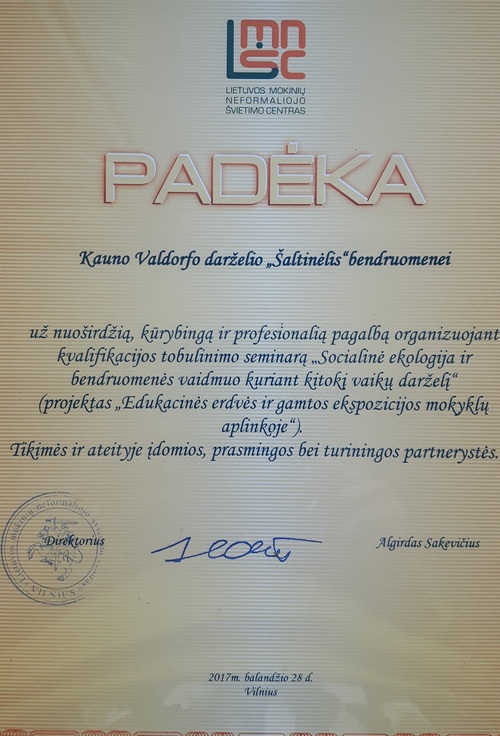 LMNŠC
LIETUVOS MOKINIŲ
NEFORMALIOJO
ŠVIETIMO CENTRAS
PADĖKA
Kauno Valdorfo darželio „Šaltinėlis“ bendruomenei
už nuoširdžią, kūrybingą ir profesionalią pagalbą organizuojant
kvalifikacijos tobulinimo seminarą „Socialinė ekologija ir
bendruomenės vaidmuo kuriant kitokį vaikų darželį“
(projektas „Edukacinės erdvės ir gamtos ekspozicijos mokyklų
aplinkoje“).
Tikimės ir ateityje įdomios, prasmingos bei turiningos partnerystės.
Direktorius
Algirdas Sakevičius
2017m. balandžio 28 d.
Vilnius